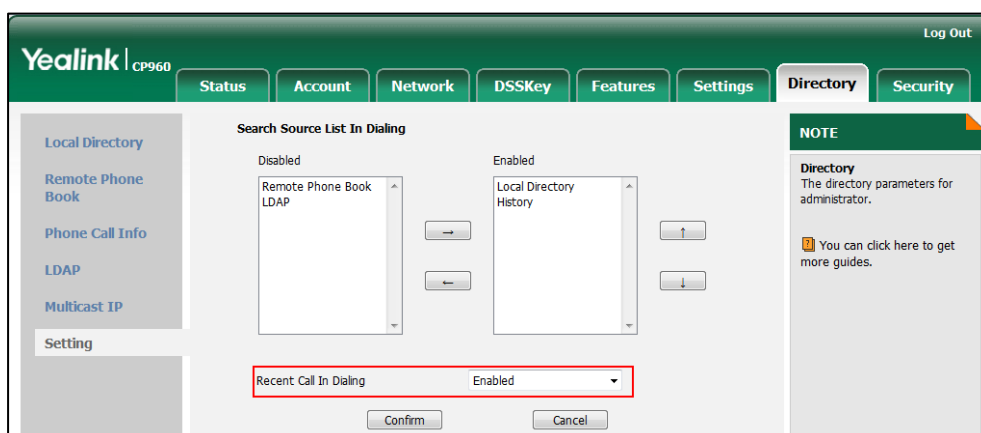 Log Out
Yealink | CP960
Status Account Network DSSKey Features Settings Directory Security
Local Directory
Remote Phone
Book
Phone Call Info
LDAP
Multicast IP
Setting
Search Source List In Dialing
Disabled
Remote Phone Book
LDAP
→
←
Enabled
Local Directory
History
↑
↓
Recent Call In Dialing Enabled
Confirm Cancel
NOTE
Directory
The directory parameters for
administrator.
You can click here to get
more guides.